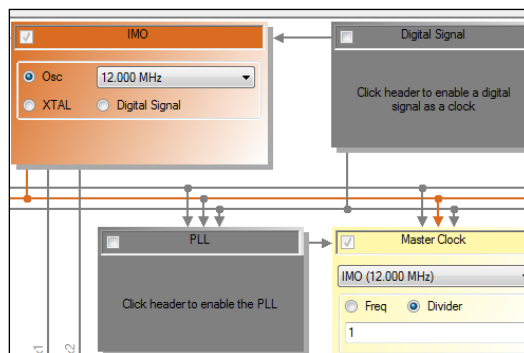 IMO
Osc
12.000 MHz
XTAL
Digital Signal
Digital Signal
Click header to enable a digital
signal as a clock
PLL
Click header to enable the PLL
Master Clock
IMO (12.000 MHz)
Freq
Divider
1